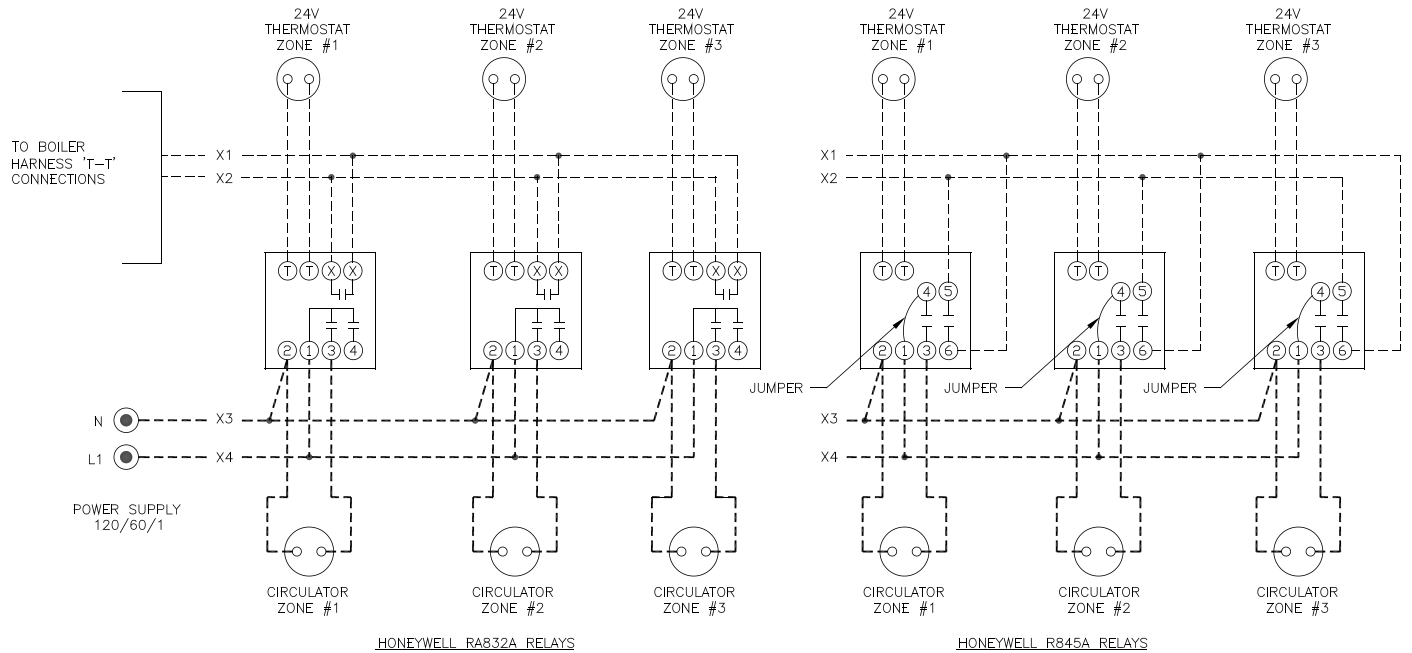 24V
THERMOSTAT
ZONE #1
24V
THERMOSTAT
ZONE #2
24V
THERMOSTAT
ZONE #3
24V
THERMOSTAT
ZONE #1
24V
THERMOSTAT
ZONE #2
24V
THERMOSTAT
ZONE #3
TO BOILER
HARNESS 'T-T'
CONNECTIONS
X1
X2
X1
X2
T T X X
T T X X
T T X X
T T
T T
T T
4 5
4 5
4 5
2 1 3 4
2 1 3 4
2 1 3 4
2 1 3 6
2 1 3 6
2 1 3 6
JUMPER
JUMPER
JUMPER
N
X3
X3
L1
X4
X4
POWER SUPPLY
120/60/1
CIRCULATOR
ZONE #1
CIRCULATOR
ZONE #2
CIRCULATOR
ZONE #3
CIRCULATOR
ZONE #1
CIRCULATOR
ZONE #2
CIRCULATOR
ZONE #3
HONEYWELL RA832A RELAYS
HONEYWELL R845A RELAYS